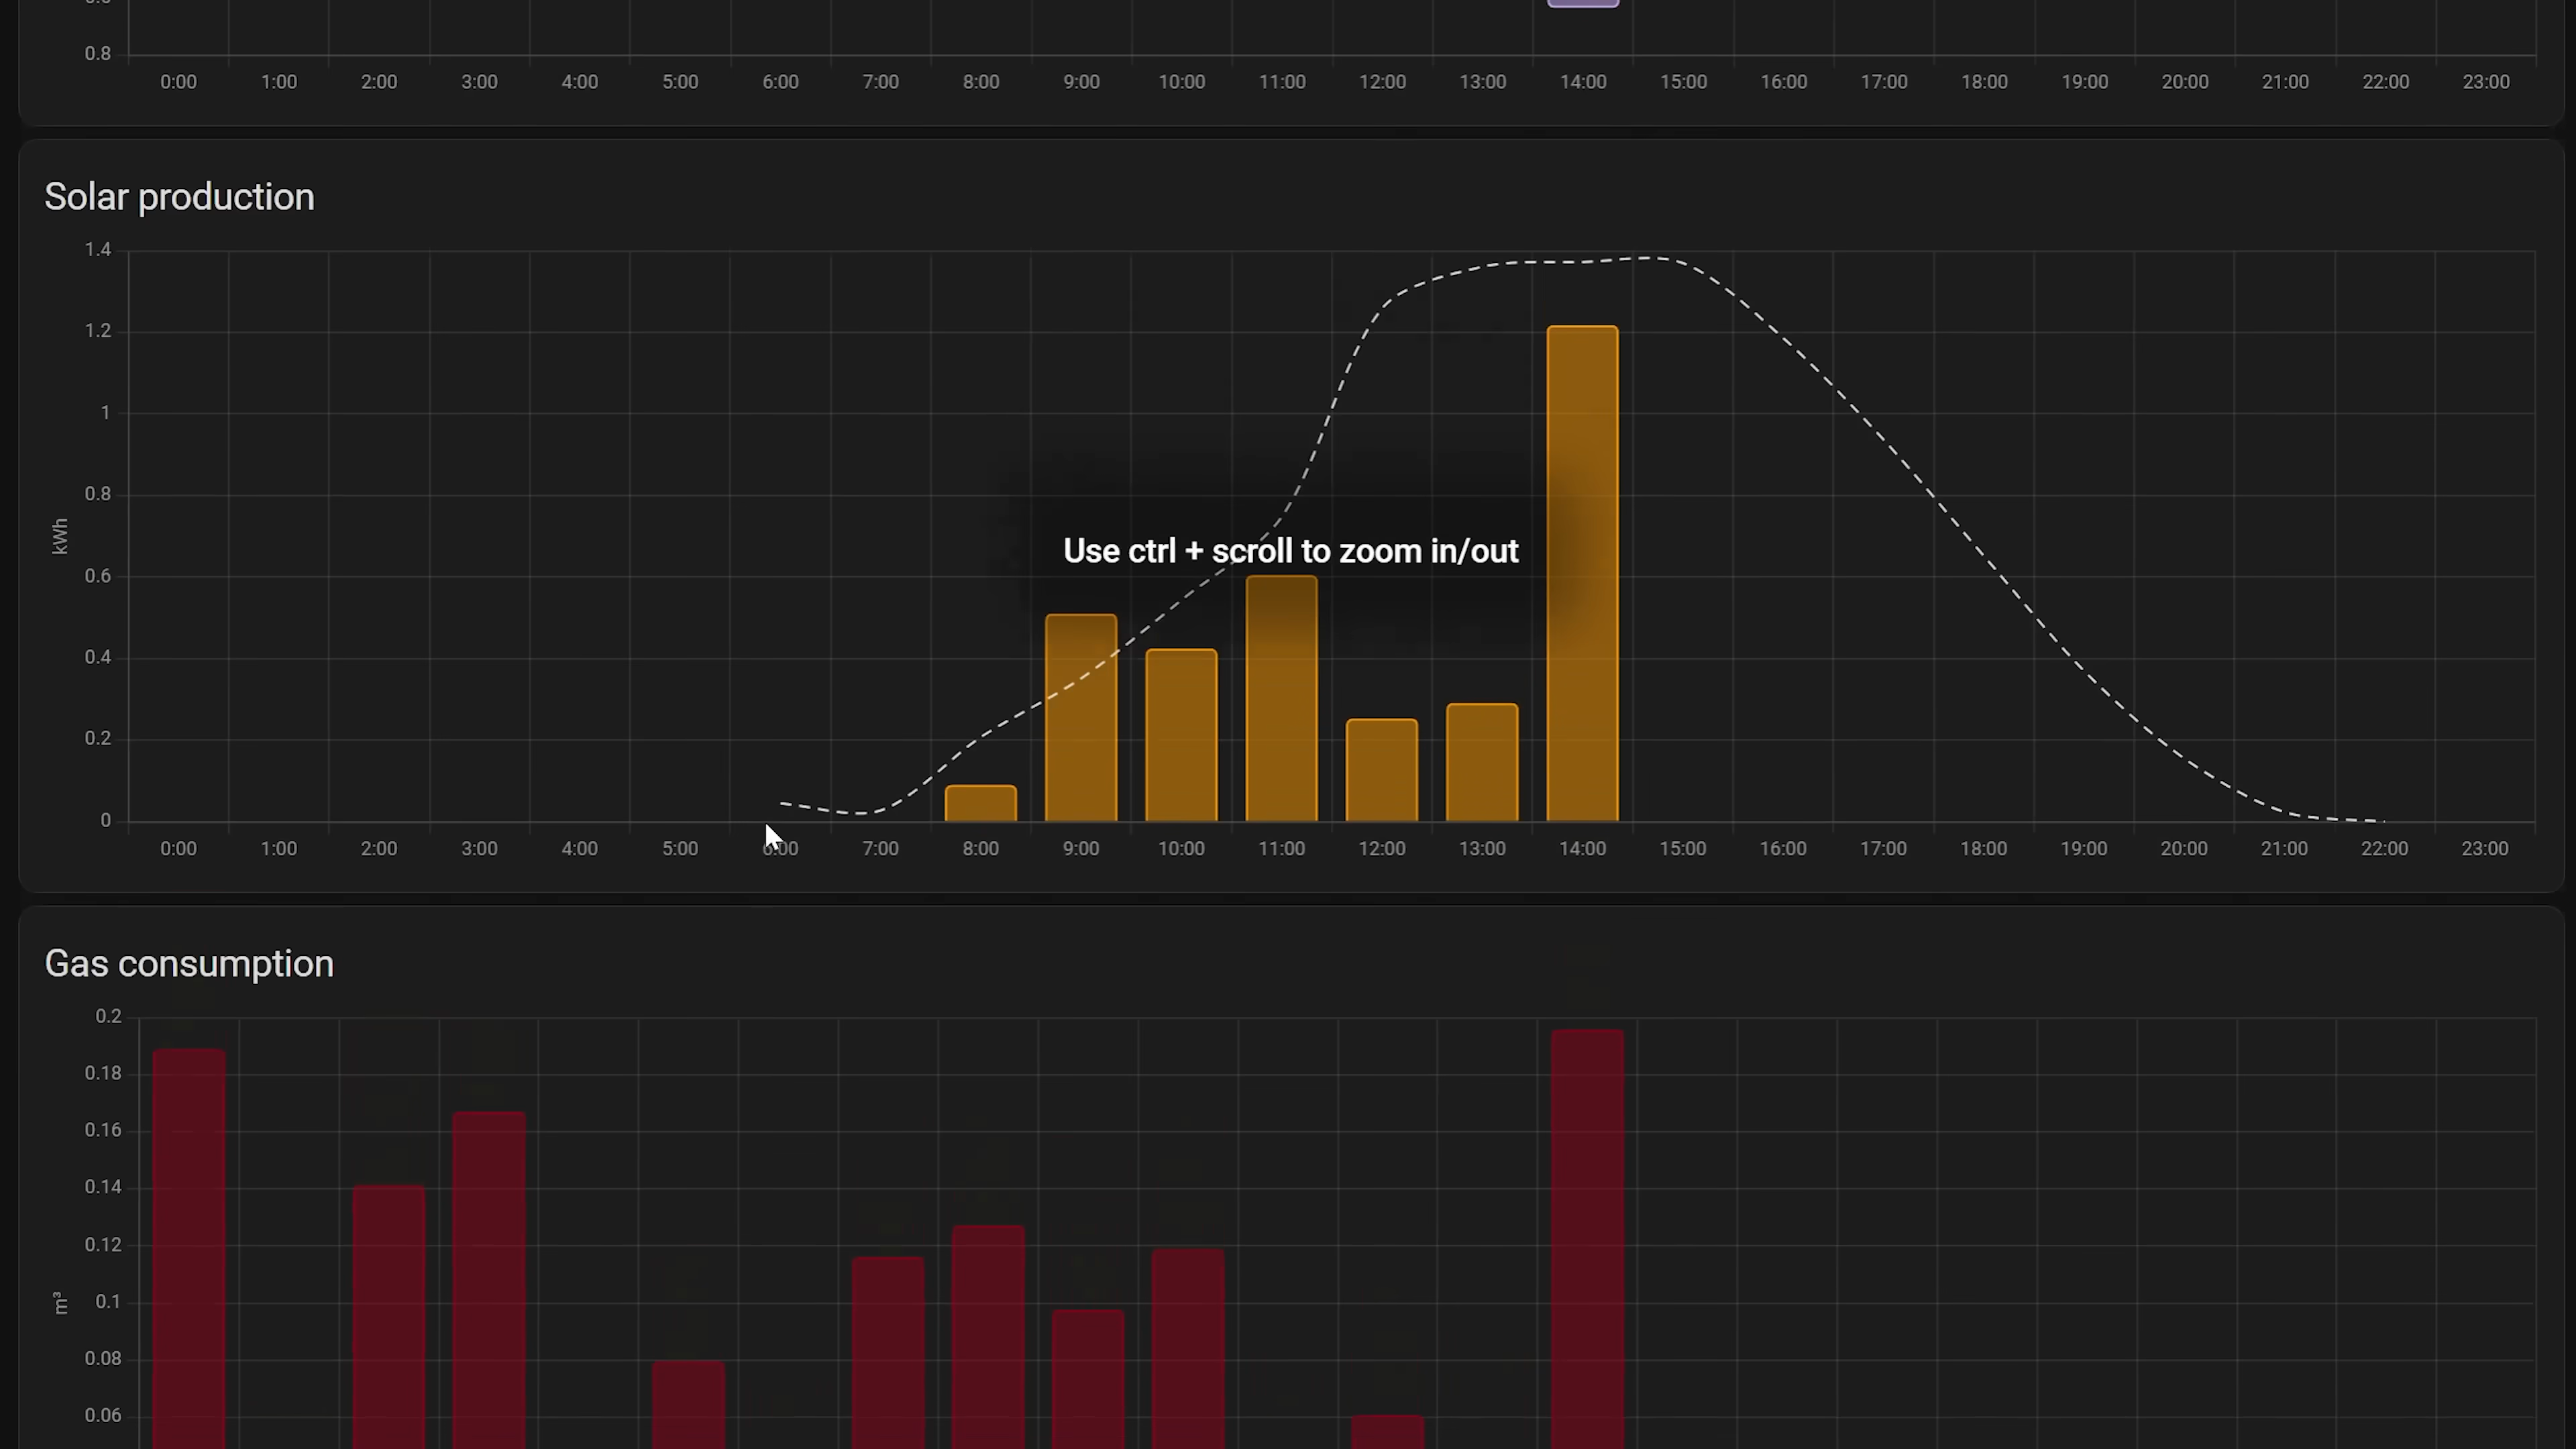 0.8
0:00 1:00 2:00 3:00 4:00 5:00 6:00 7:00 8:00 9:00 10:00 11:00 12:00 13:00 14:00 15:00 16:00 17:00 18:00 19:00 20:00 21:00 22:00 23:00
Solar production
1.4
1.2
1
0.8
kWh
Use ctrl + scroll to zoom in/out
0.6
0.4
0.2
0
0:00 1:00 2:00 3:00 4:00 5:00 6:00 7:00 8:00 9:00 10:00 11:00 12:00 13:00 14:00 15:00 16:00 17:00 18:00 19:00 20:00 21:00 22:00 23:00
Gas consumption
0.2
0.18
0.16
0.14
0.12
m³
0.1
0.08
0.06